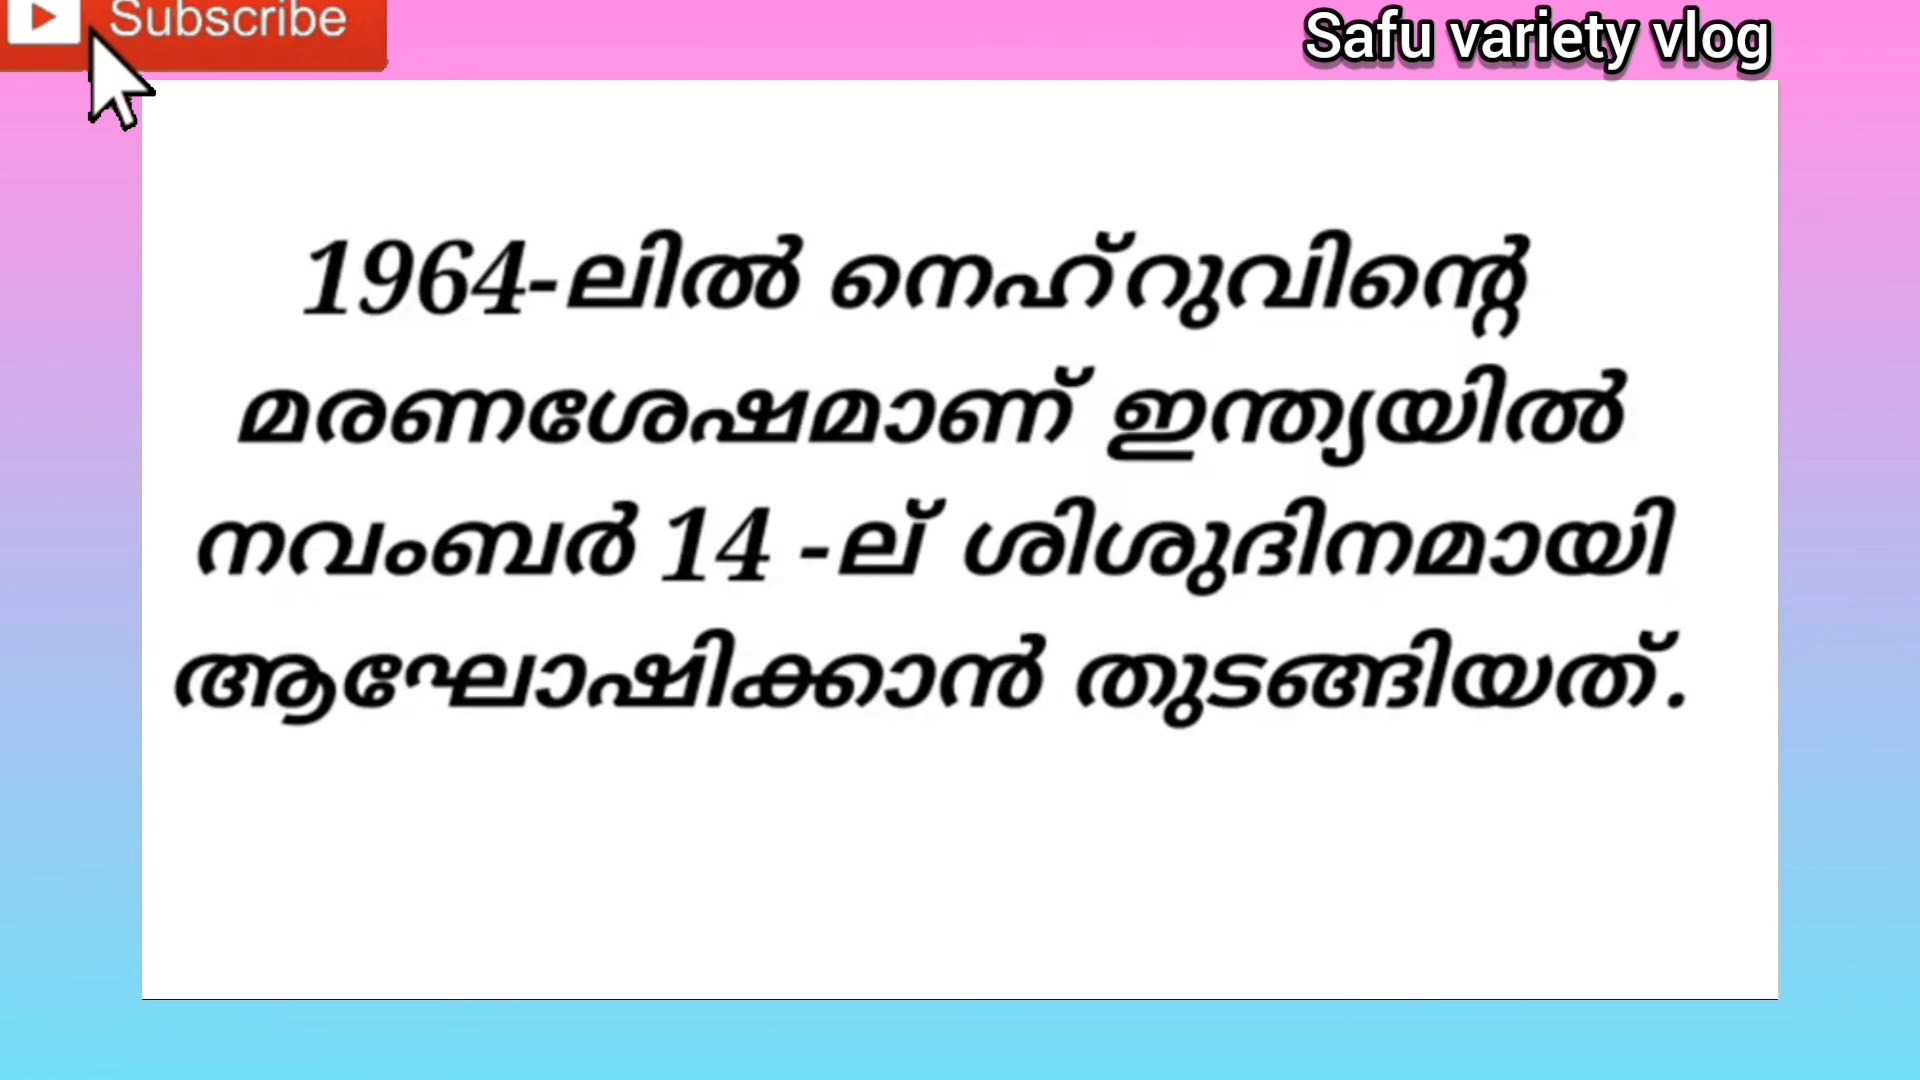 Subscribe
Safu variety vlog
1964-ലിൽ നെഹ്റുവിന്റെ
മരണശേഷമാണ് ഇന്ത്യയിൽ
നവംബർ 14 -ല് ശിശുദിനമായി
ആഘോഷിക്കാൻ തുടങ്ങിയത്.